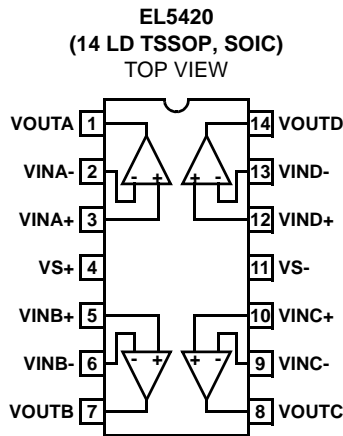 EL5420
(14 LD TSSOP, SOIC)
TOP VIEW
VOUTA 1 14 VOUTD
VINA- 2 13 VIND-
- + + -
VINA+ 3 12 VIND+
VS+ 4 11 VS-
VINB+ 5 10 VINC+
- + + -
VINB- 6 9 VINC-
VOUTB 7 8 VOUTC